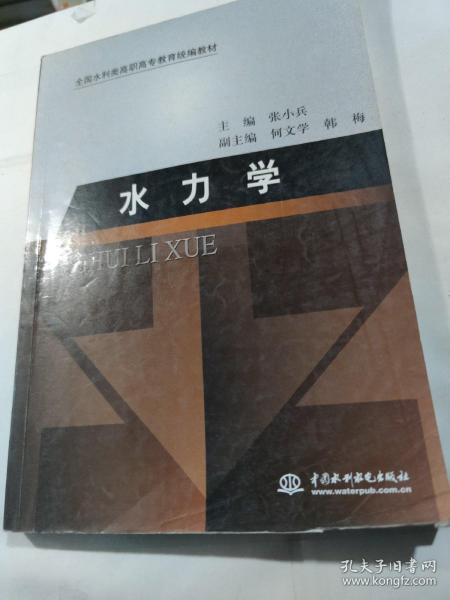 全国水利类高职高专教育统编教材
主 编 张小兵
副主编 何文学 韩 梅
水 力 学
SHUI LI XUE
中国水利水电出版社
www.waterpub.com.cn
孔夫子旧书网
www.kongfz.com